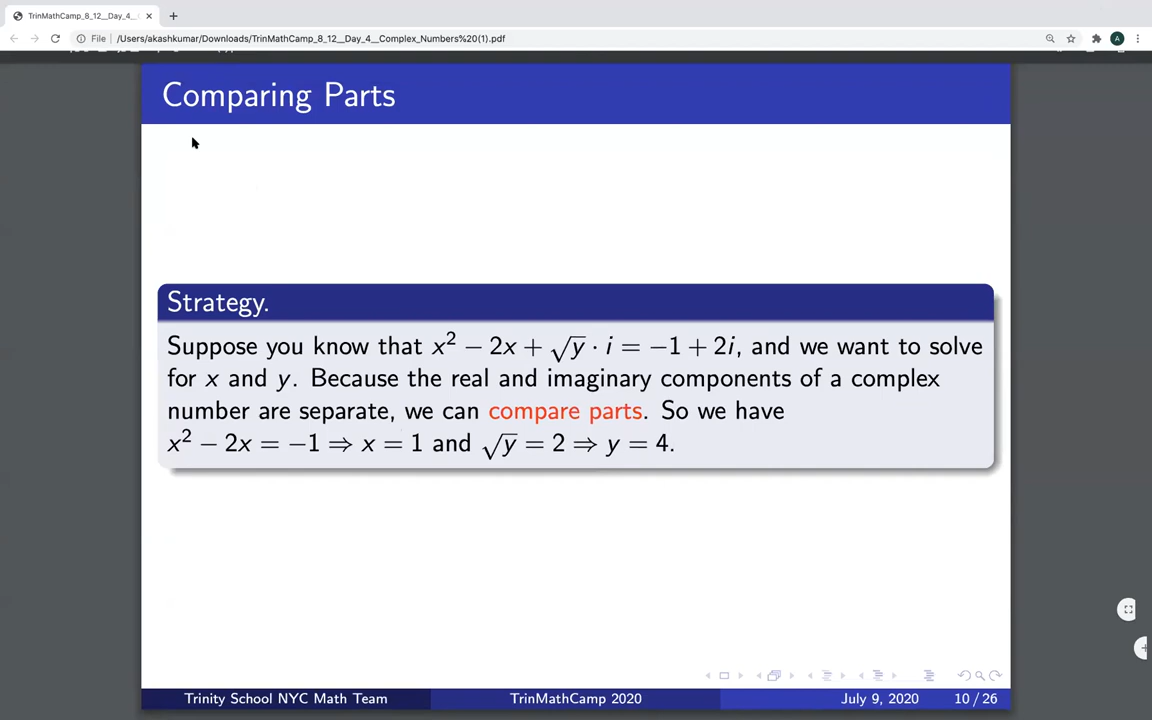 TrinMathCamp_8_12__Day_4_
File
/Users/akashkumar/Downloads/TrinMathCamp_8_12__Day_4__Complex_Numbers%20(1).pdf
A
Comparing Parts
Strategy.
Suppose you know that x² − 2x + √y · i = −1 + 2i, and we want to solve
for x and y. Because the real and imaginary components of a complex
number are separate, we can compare parts. So we have
x² − 2x = −1 ⇒ x = 1 and √y = 2 ⇒ y = 4.
Trinity School NYC Math Team
TrinMathCamp 2020
July 9, 2020
10 / 26